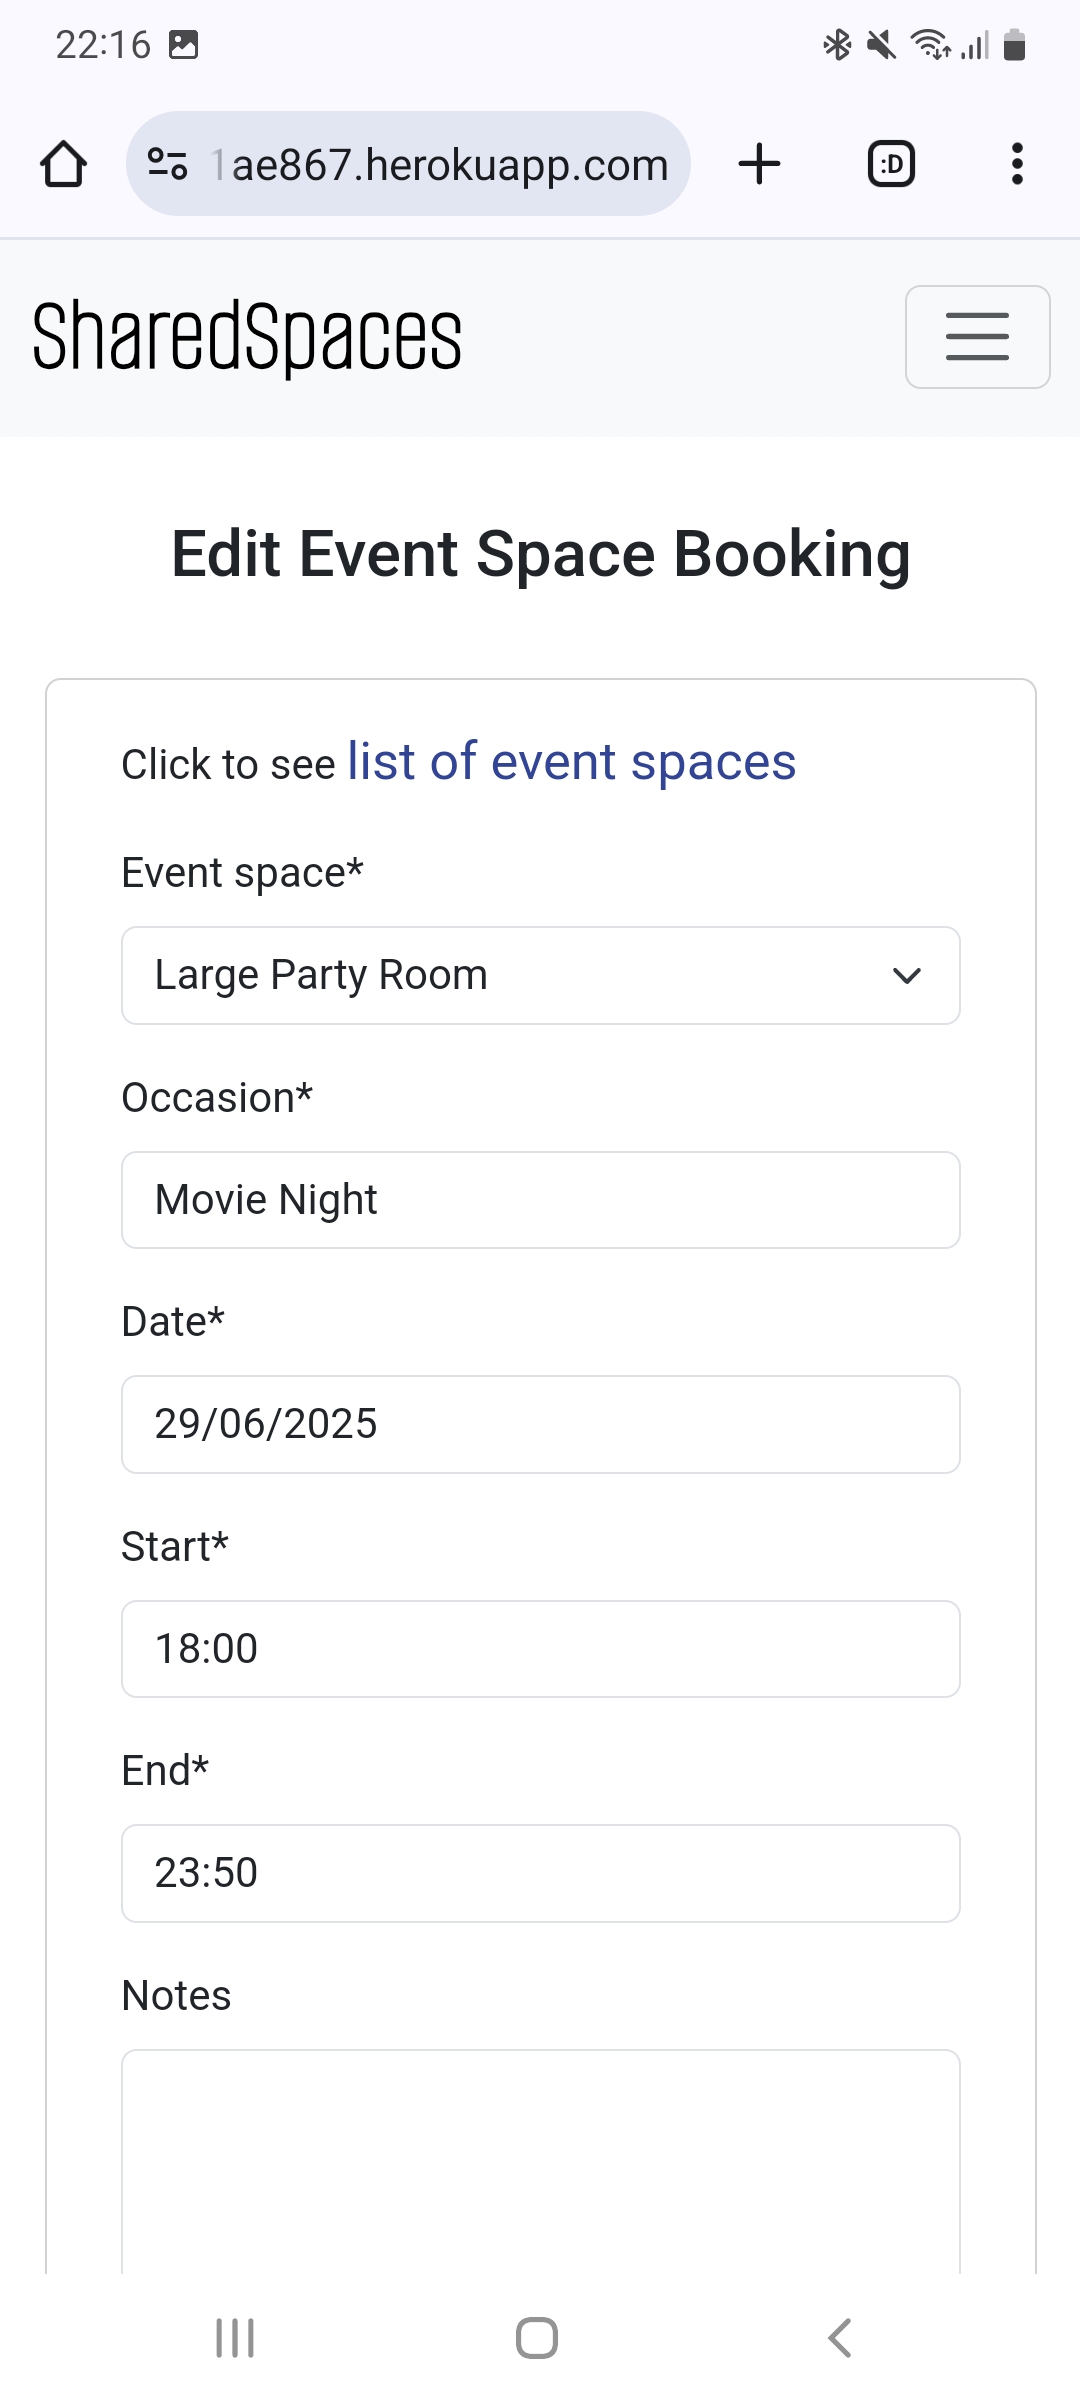 22:16
1ae867.herokuapp.com
:D
SharedSpaces
Edit Event Space Booking
Click to see list of event spaces
Event space*
Large Party Room
Occasion*
Movie Night
Date*
29/06/2025
Start*
18:00
End*
23:50
Notes